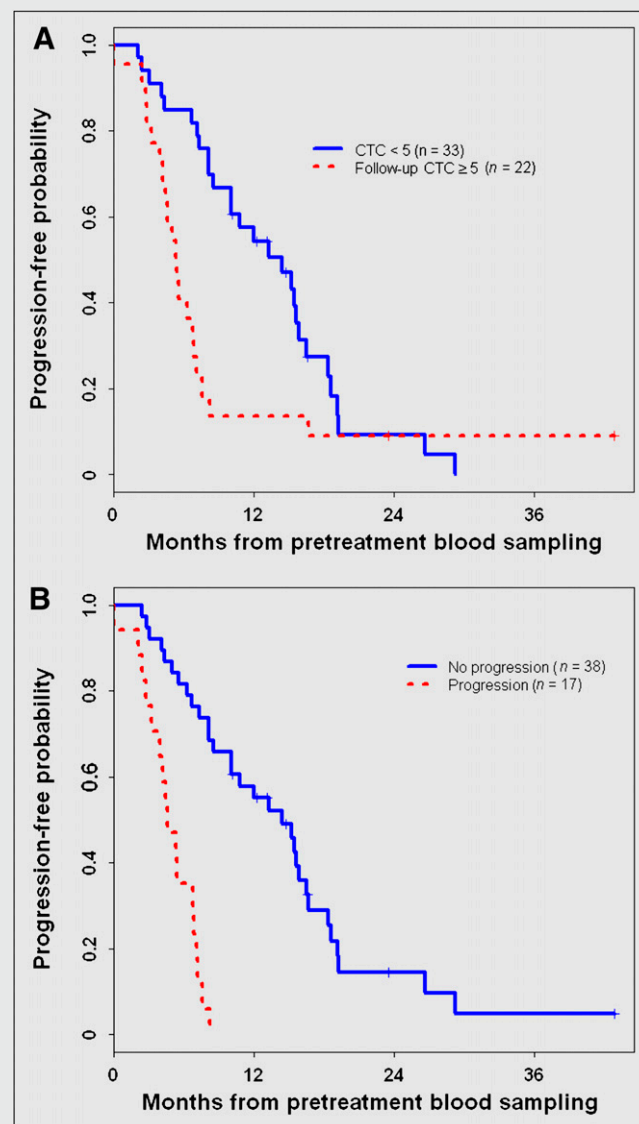 A
Progression-free probability
1.0
0.8
0.6
0.4
0.2
0
CTC < 5 (n = 33)
Follow-up CTC ≥ 5 (n = 22)
0 12 24 36
Months from pretreatment blood sampling
B
Progression-free probability
1.0
0.8
0.6
0.4
0.2
0
No progression (n = 38)
Progression (n = 17)
0 12 24 36
Months from pretreatment blood sampling